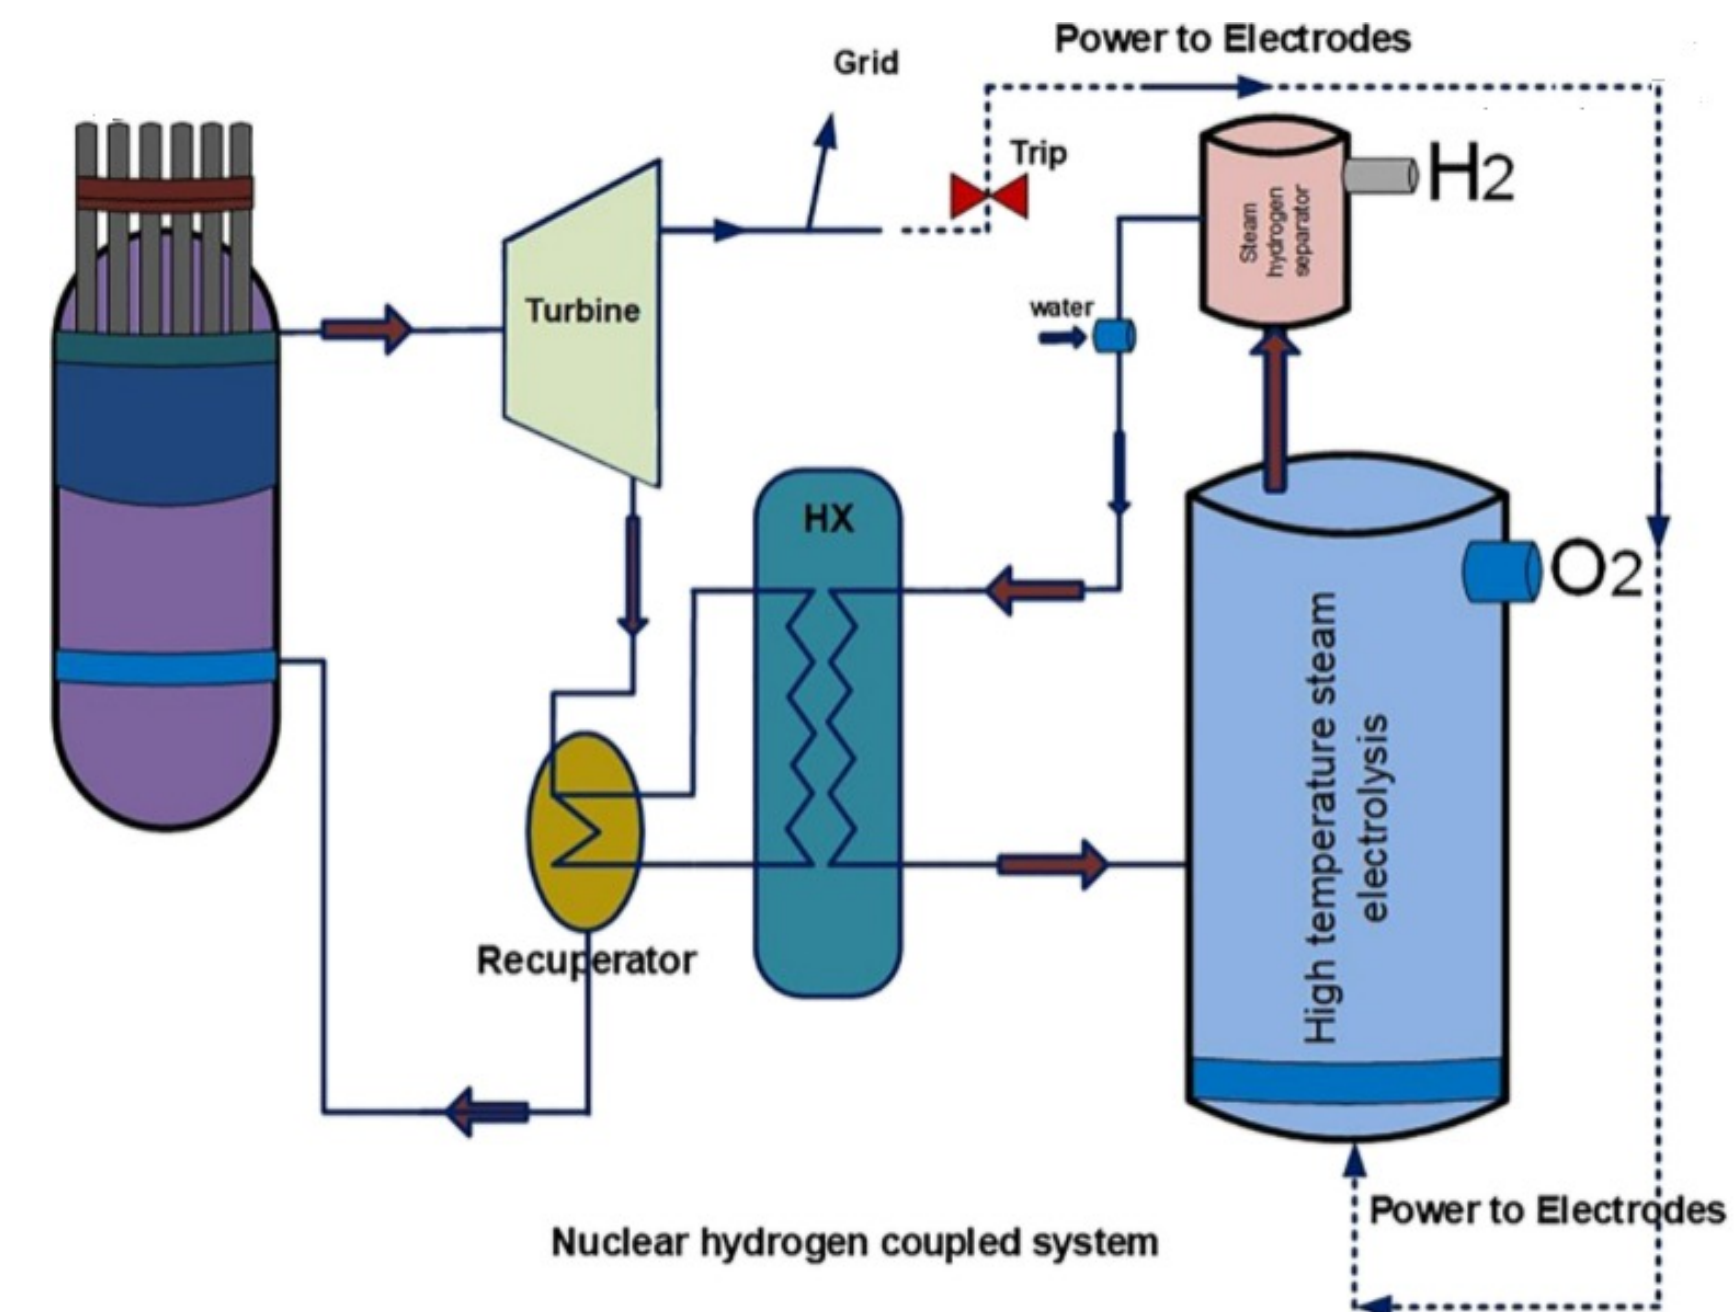 Power to Electrodes
Grid
Trip
H2
Steam
hydrogen
separator
Turbine
water
HX
O2
High temperature steam
electrolysis
Recuperator
Power to Electrodes
Nuclear hydrogen coupled system